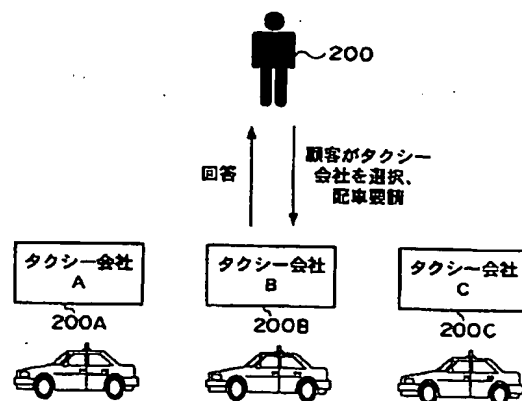 200
回答
顧客がタクシー
会社を選択、
配車要請
タクシー会社
A
タクシー会社
B
タクシー会社
C
200A
200B
200C